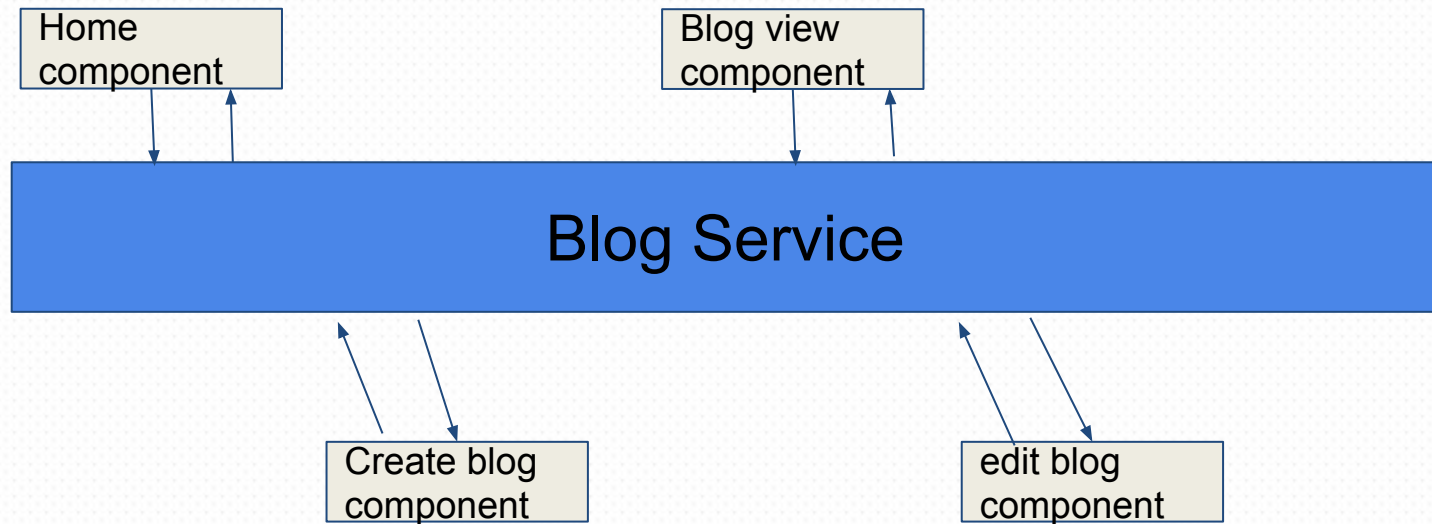 Home
component
Blog view
component
Blog Service
Create blog
component
edit blog
component